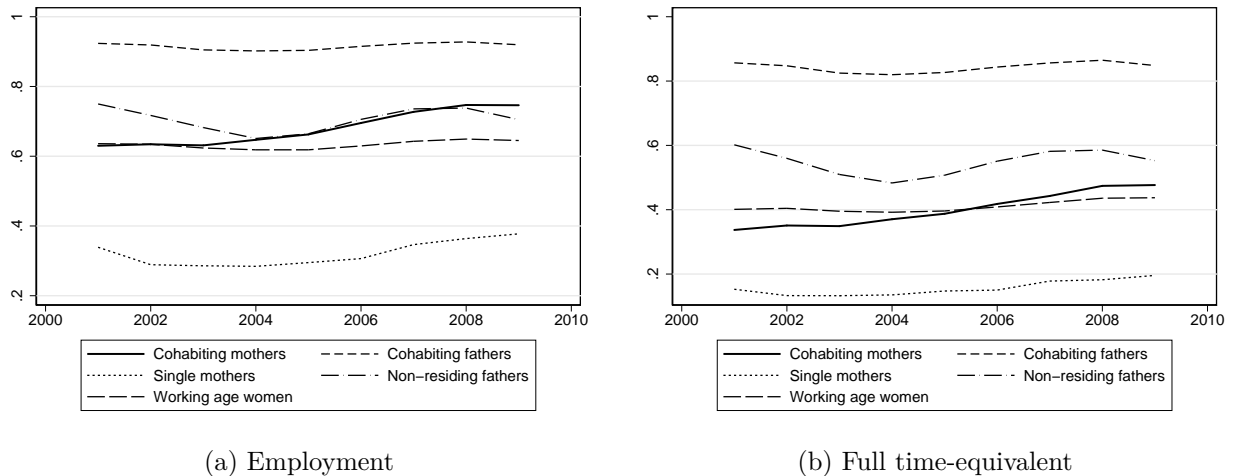 1
.8
.6
.4
.2
2000 2002 2004 2006 2008 2010
Cohabiting mothers Cohabiting fathers
Single mothers Non−residing fathers
Working age women
(a) Employment
1
.8
.6
.4
.2
2000 2002 2004 2006 2008 2010
Cohabiting mothers Cohabiting fathers
Single mothers Non−residing fathers
Working age women
(b) Full time-equivalent